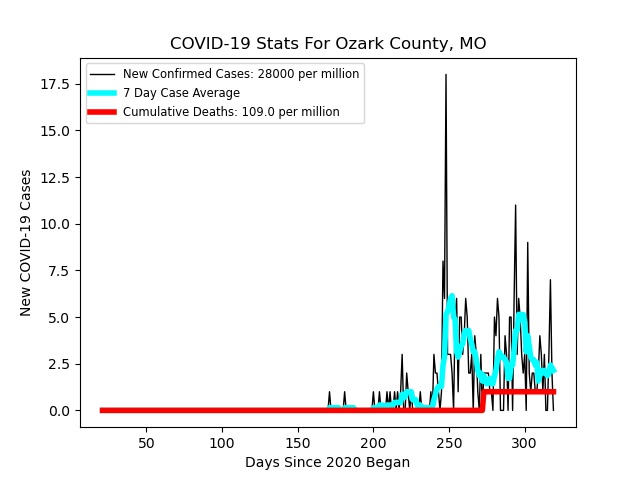 COVID-19 Stats For Ozark County, MO
New Confirmed Cases: 28000 per million
7 Day Case Average
Cumulative Deaths: 109.0 per million
17.5
15.0
12.5
10.0
7.5
5.0
2.5
0.0
New COVID-19 Cases
50 100 150 200 250 300
Days Since 2020 Began